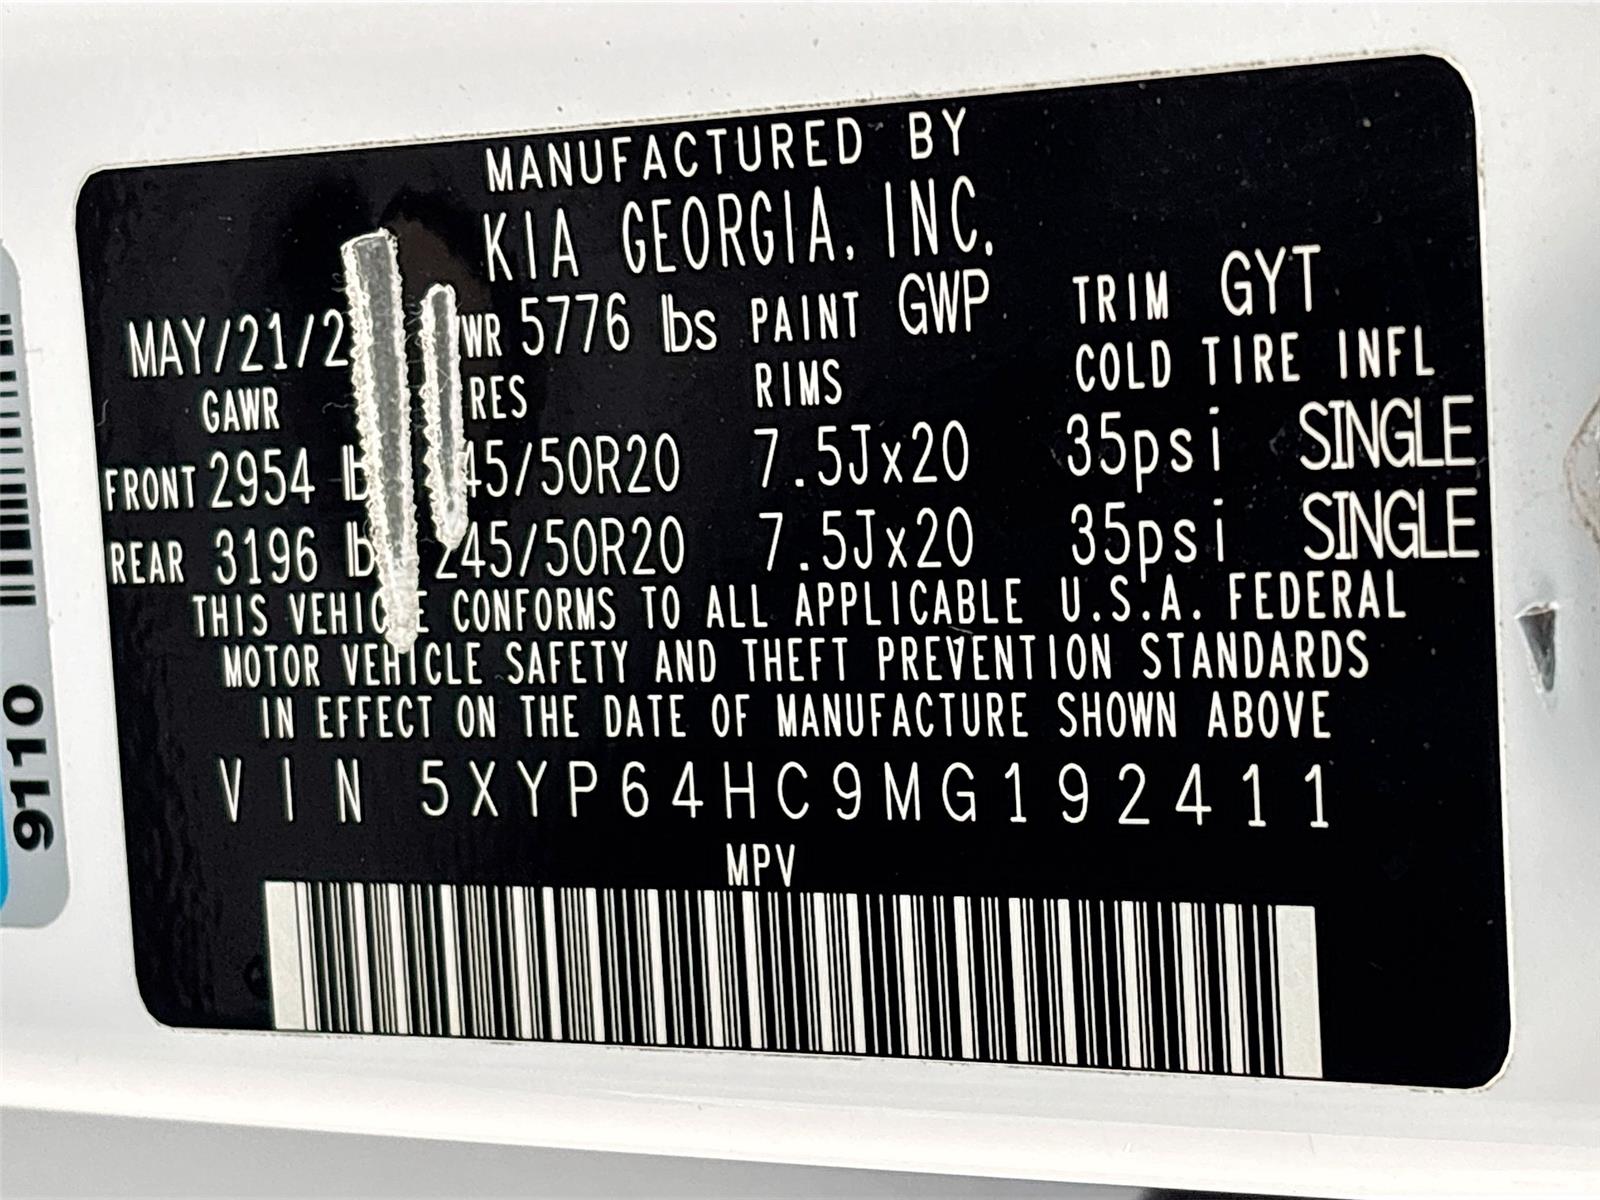 MANUFACTURED BY
KIA GEORGIA, INC.
MAY/21/2 WR 5776 lbs PAINT GWP TRIM GYT
GAWR RES RIMS COLD TIRE INFL
FRONT 2954 lb 45/50R20 7.5Jx20 35psi SINGLE
REAR 3196 lb 245/50R20 7.5Jx20 35psi SINGLE
THIS VEHICLE CONFORMS TO ALL APPLICABLE U.S.A. FEDERAL
MOTOR VEHICLE SAFETY AND THEFT PREVENTION STANDARDS
IN EFFECT ON THE DATE OF MANUFACTURE SHOWN ABOVE
VIN 5XYP64HC9MG192411
MPV
9110